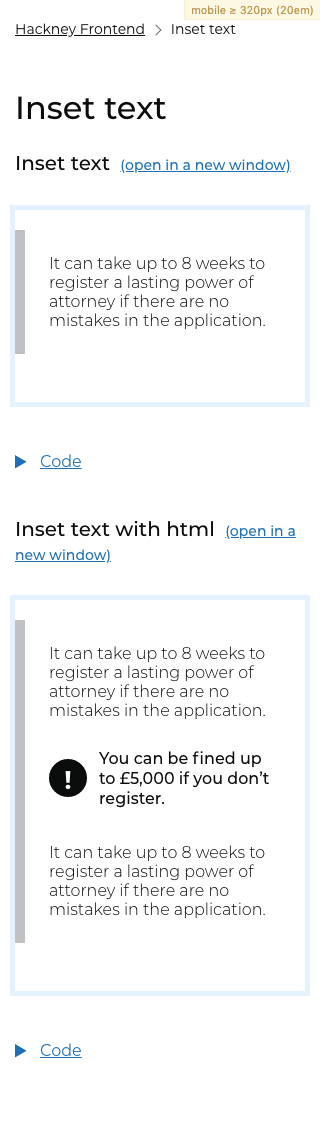 mobile ≥ 320px (20em)
Hackney Frontend > Inset text
Inset text
Inset text (open in a new window)
It can take up to 8 weeks to
register a lasting power of
attorney if there are no
mistakes in the application.
Code
Inset text with html (open in a
new window)
It can take up to 8 weeks to
register a lasting power of
attorney if there are no
mistakes in the application.
! You can be fined up
to £5,000 if you don’t
register.
It can take up to 8 weeks to
register a lasting power of
attorney if there are no
mistakes in the application.
Code